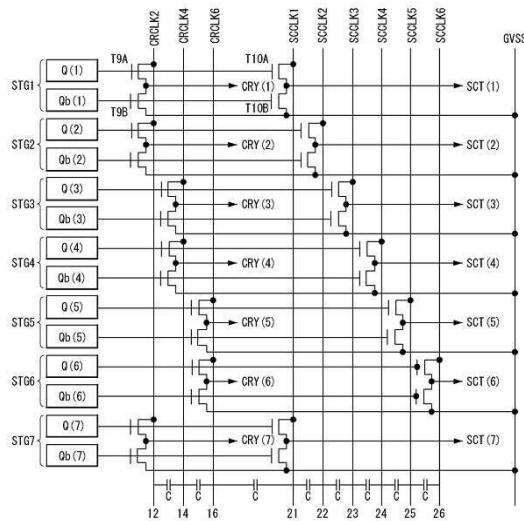 CRCLK2 CRCLK4 CRCLK6 SCCLK1 SCCLK2 SCCLK3 SCCLK4 SCCLK5 SCCLK6 GVSS
T9A T10A
STG1 Q(1) CRY(1) SCT(1)
Qb(1)
T9B T10B
STG2 Q(2) CRY(2) SCT(2)
Qb(2)
STG3 Q(3) CRY(3) SCT(3)
Qb(3)
STG4 Q(4) CRY(4) SCT(4)
Qb(4)
STG5 Q(5) CRY(5) SCT(5)
Qb(5)
STG6 Q(6) CRY(6) SCT(6)
Qb(6)
STG7 Q(7) CRY(7) SCT(7)
Qb(7)
C C C C C C C C
12 14 16 21 22 23 24 25 26